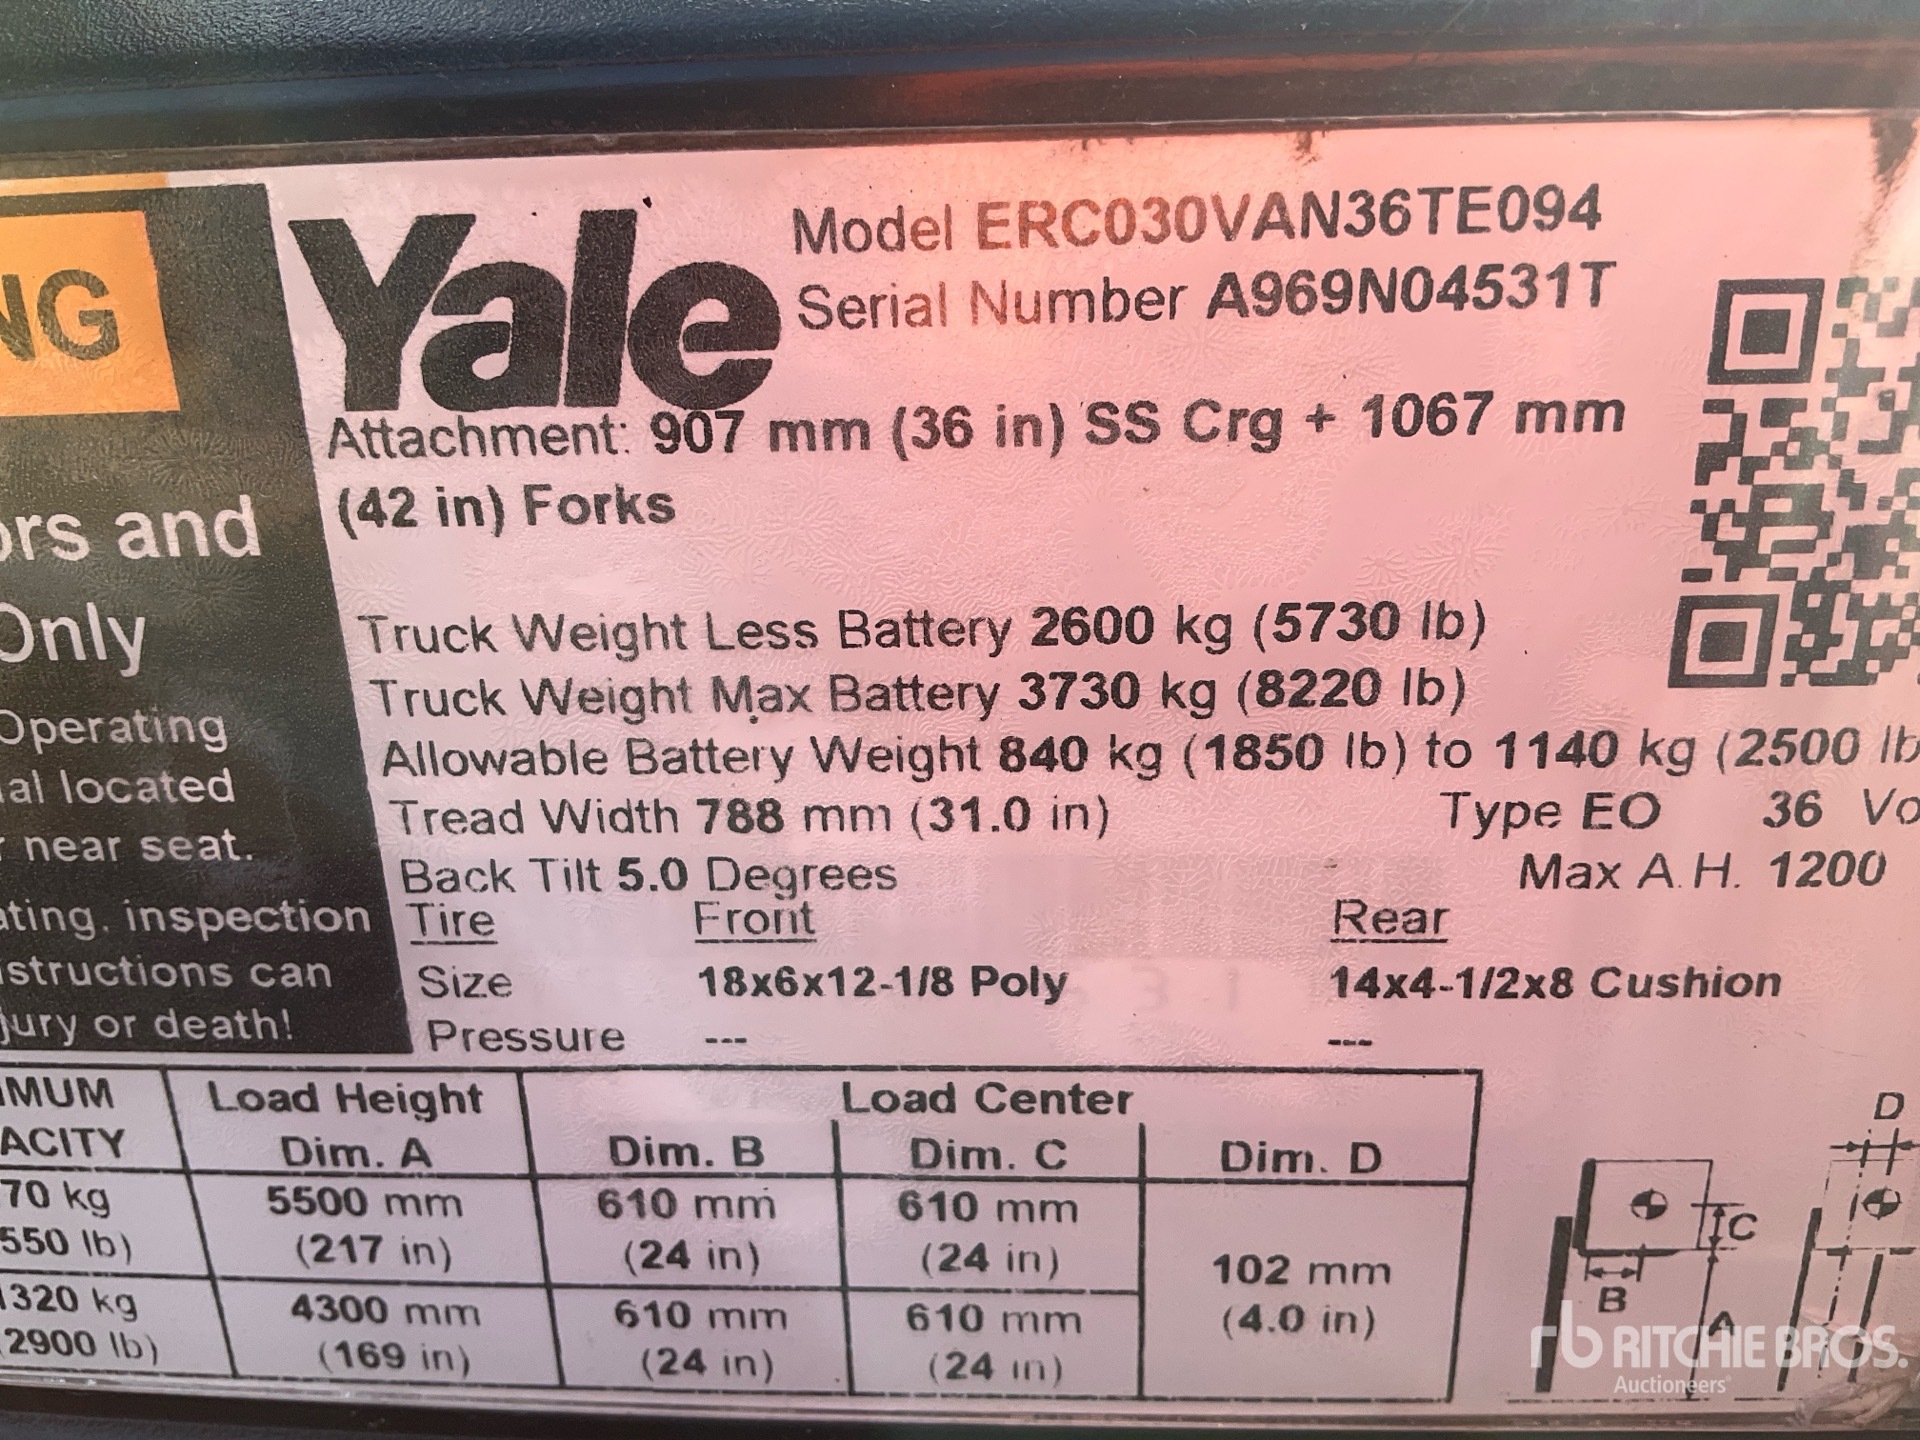 NG
ors and
Only
Operating
al located
r near seat.
ating, inspection
structions can
jury or death!
Yale
Model ERC030VAN36TE094
Serial Number A969N04531T
Attachment: 907 mm (36 in) SS Crg + 1067 mm
(42 in) Forks
Truck Weight Less Battery 2600 kg (5730 lb)
Truck Weight Max Battery 3730 kg (8220 lb)
Allowable Battery Weight 840 kg (1850 lb) to 1140 kg (2500 lb
Tread Width 788 mm (31.0 in) Type EO 36 Vo
Back Tilt 5.0 Degrees Max A.H. 1200
Tire Front Rear
Size 18x6x12-1/8 Poly 14x4-1/2x8 Cushion
Pressure --- ---
IMUM Load Height Load Center
ACITY Dim. A Dim. B Dim. C Dim. D
70 kg 5500 mm 610 mm 610 mm
550 lb) (217 in) (24 in) (24 in) 102 mm
1320 kg 4300 mm 610 mm 610 mm (4.0 in)
2900 lb) (169 in) (24 in) (24 in)
D
C
B
A
rb RITCHIE BROS.
Auctioneers